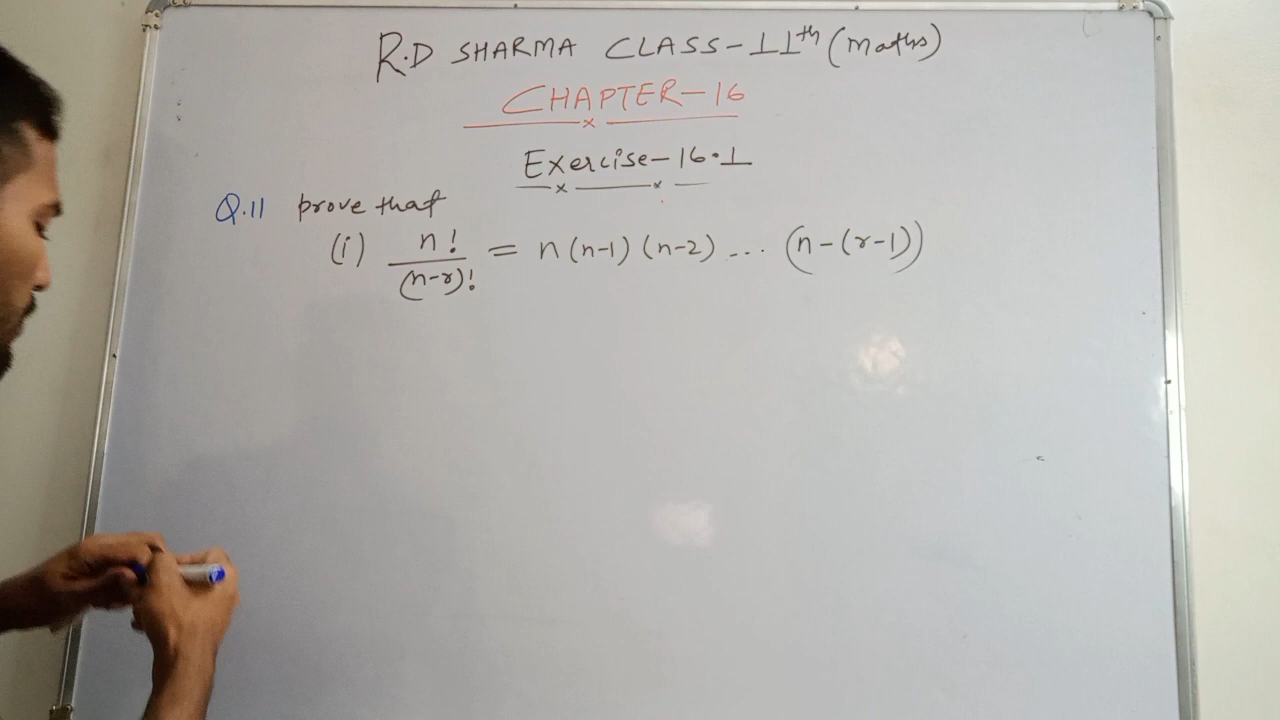 R.D SHARMA CLASS-11th (Maths)
CHAPTER-16
Exercise-16.1
Q.11 prove that
(i) n!/(n-r)! = n(n-1)(n-2)...(n-(r-1))